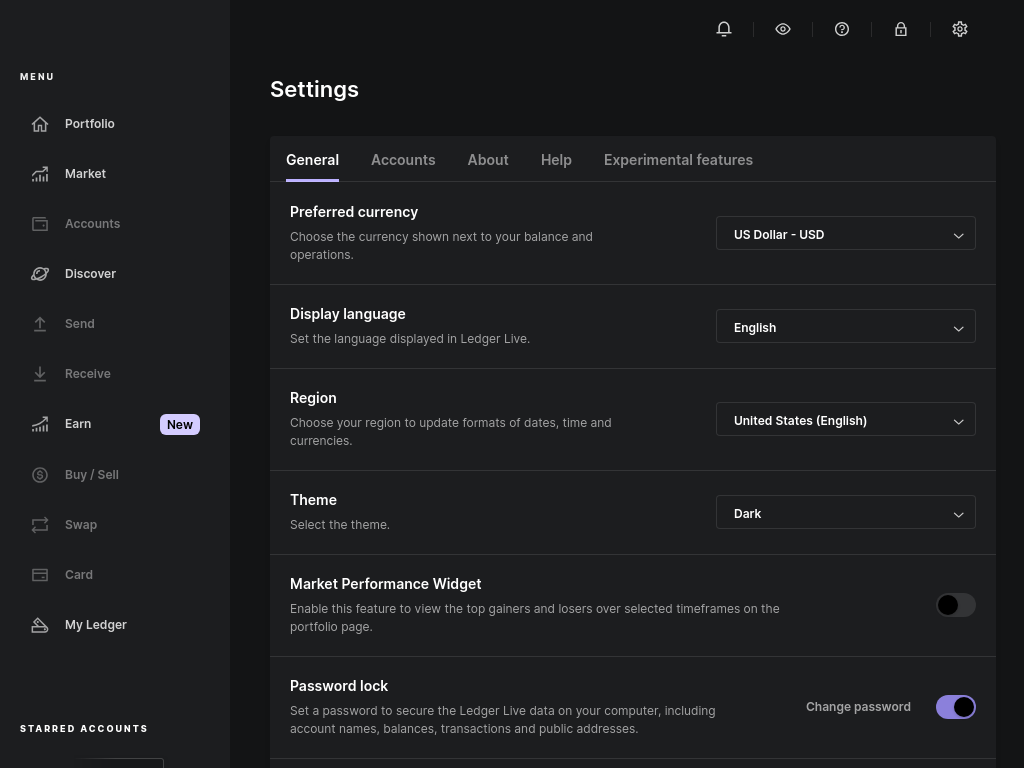 MENU
Portfolio
Market
Accounts
Discover
Send
Receive
Earn
New
Buy / Sell
Swap
Card
My Ledger
STARRED ACCOUNTS
Settings
General
Accounts
About
Help
Experimental features
Preferred currency
Choose the currency shown next to your balance and
operations.
US Dollar - USD
Display language
Set the language displayed in Ledger Live.
English
Region
Choose your region to update formats of dates, time and
currencies.
United States (English)
Theme
Select the theme.
Dark
Market Performance Widget
Enable this feature to view the top gainers and losers over selected timeframes on the
portfolio page.
Password lock
Set a password to secure the Ledger Live data on your computer, including
account names, balances, transactions and public addresses.
Change password